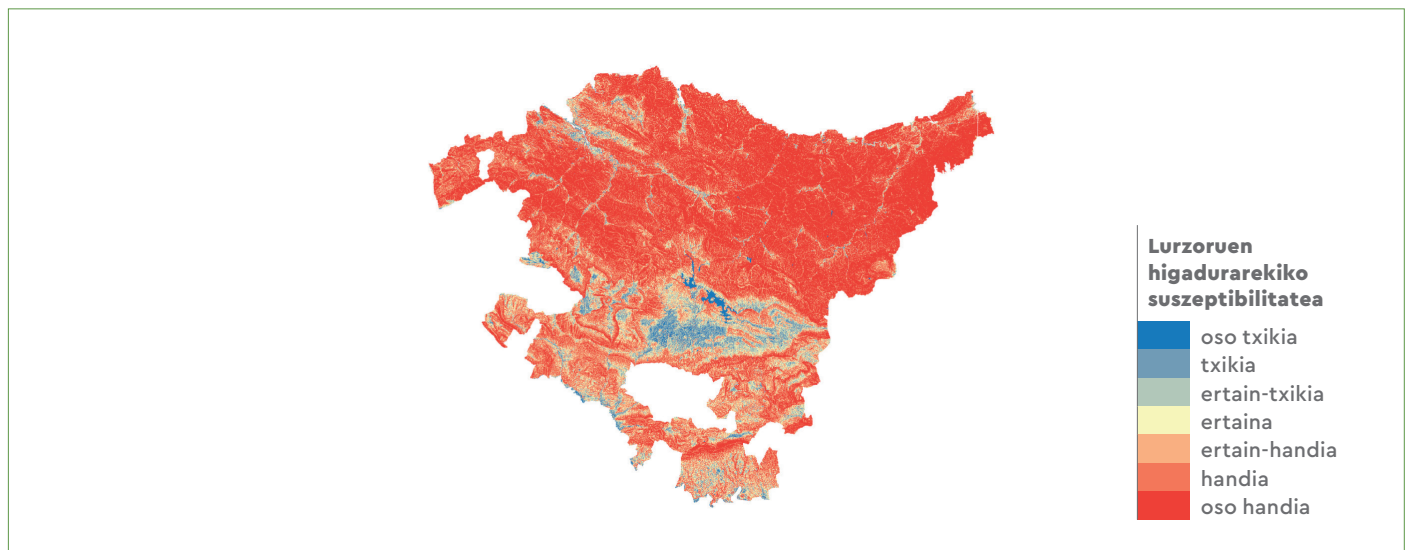 Lurzoruen
higadurarekiko
suszeptibilitatea
oso txikia
txikia
ertain-txikia
ertaina
ertain-handia
handia
oso handia